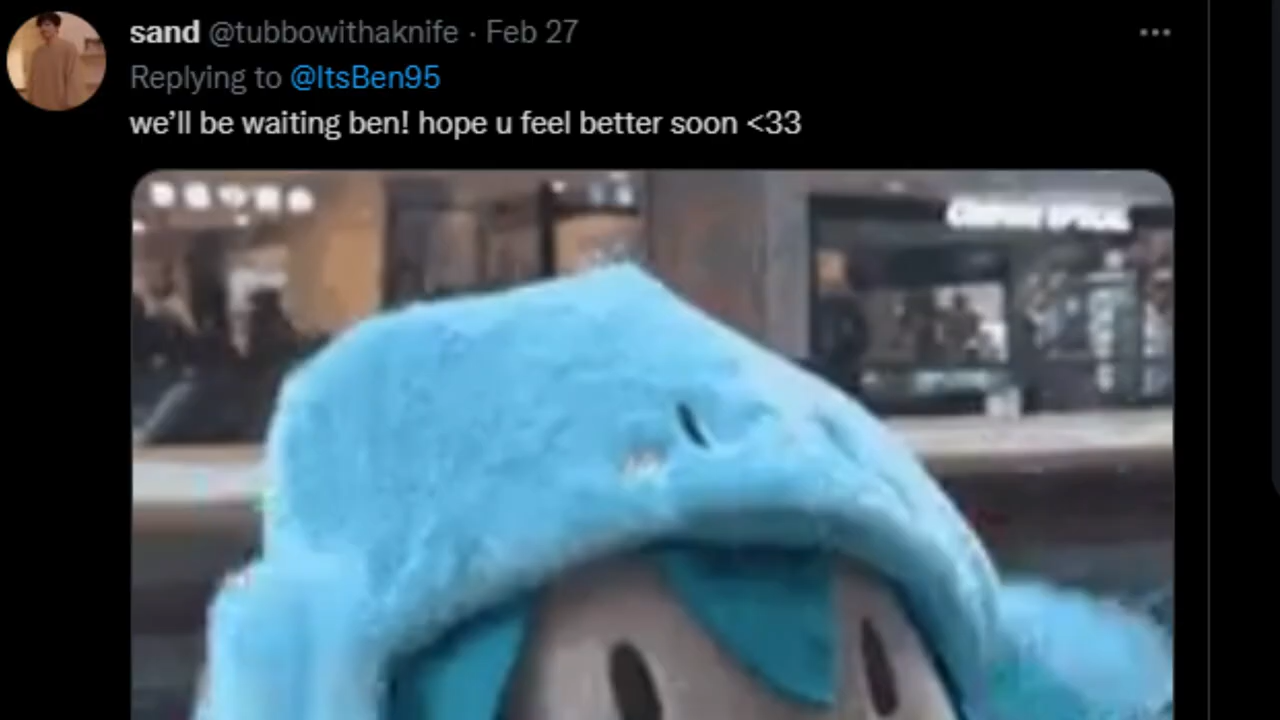 sand @tubbowithaknife · Feb 27
Replying to @ItsBen95
we’ll be waiting ben! hope u feel better soon <33